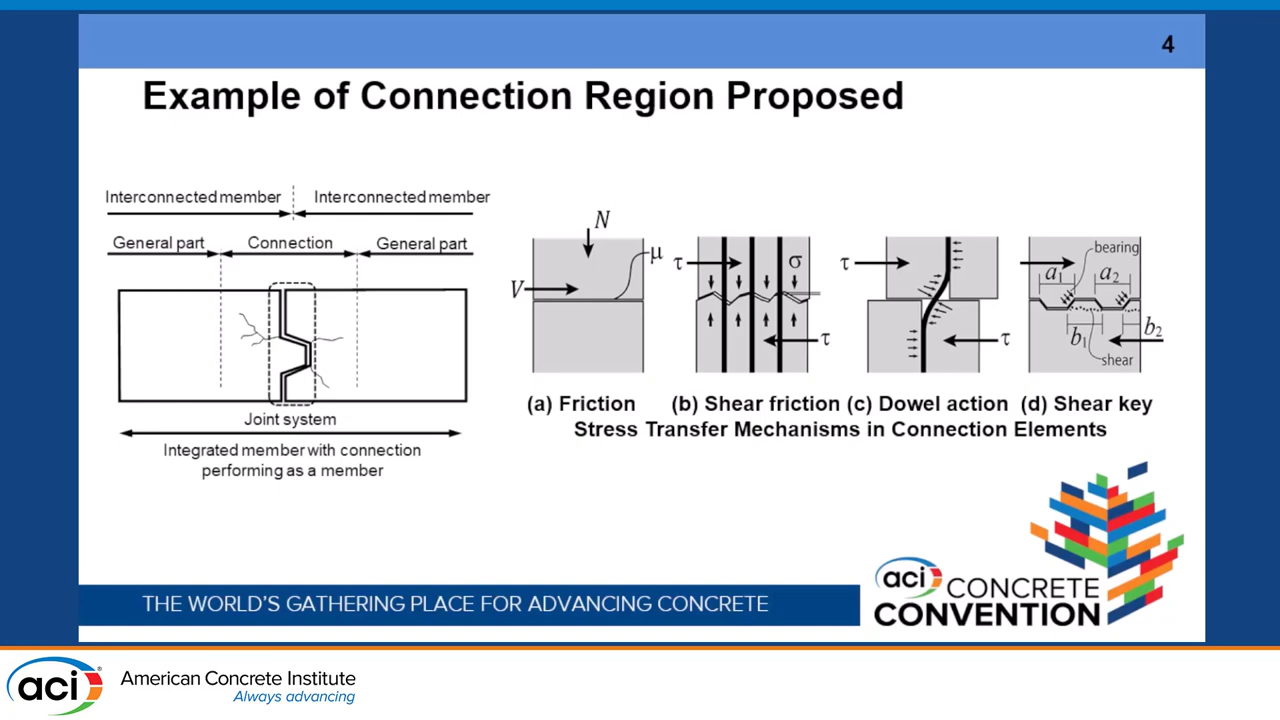 4
Example of Connection Region Proposed
Interconnected member Interconnected member
General part Connection General part
Joint system
Integrated member with connection
performing as a member
N
μ
V
τ
σ
τ
τ
τ
bearing
a1 a2
b1 b2
shear
(a) Friction (b) Shear friction (c) Dowel action (d) Shear key
Stress Transfer Mechanisms in Connection Elements
THE WORLD'S GATHERING PLACE FOR ADVANCING CONCRETE
aci CONCRETE
CONVENTION
aci® American Concrete Institute
Always advancing